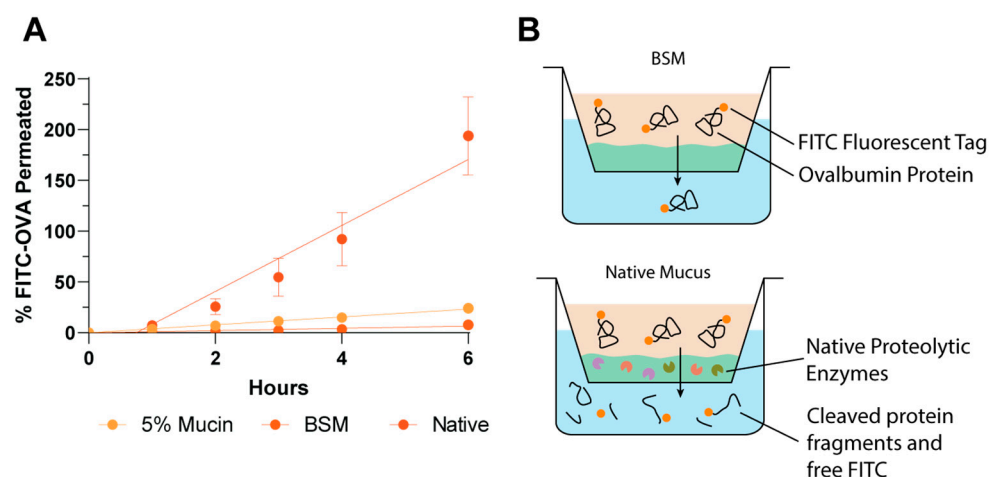 A
% FITC-OVA Permeated
250
200
150
100
50
0
0
2
4
6
Hours
5% Mucin
BSM
Native
B
BSM
FITC Fluorescent Tag
Ovalbumin Protein
Native Mucus
Native Proteolytic
Enzymes
Cleaved protein
fragments and
free FITC